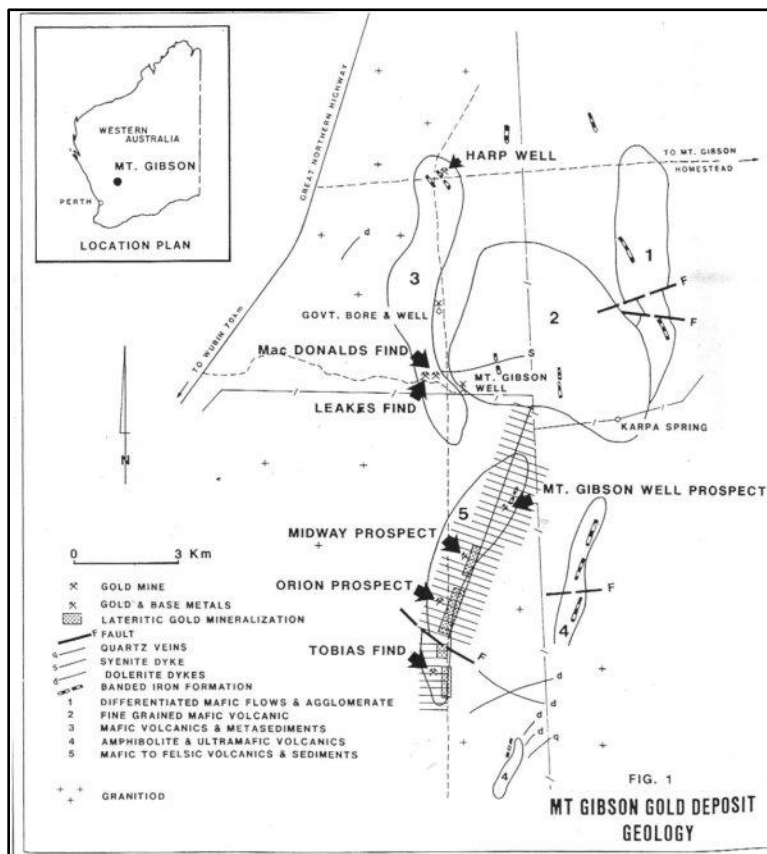 WESTERN
AUSTRALIA
MT. GIBSON
PERTH
LOCATION PLAN
GREAT NORTHERN HIGHWAY
HARP WELL
TO MT. GIBSON
HOMESTEAD
d
1
3
F
2
GOVT. BORE & WELL
F
TO WUBIN 70km
Mac DONALDS FIND
S
MT. GIBSON
WELL
LEAKES FIND
KARPA SPRING
N
MT. GIBSON WELL PROSPECT
5
MIDWAY PROSPECT
0 3 Km
ORION PROSPECT
F
4
TOBIAS FIND
F
d
d
d
d
q
4
GOLD MINE
GOLD & BASE METALS
LATERITIC GOLD MINERALIZATION
F FAULT
q QUARTZ VEINS
s SYENITE DYKE
d DOLERITE DYKES
BANDED IRON FORMATION
1 DIFFERENTIATED MAFIC FLOWS & AGGLOMERATE
2 FINE GRAINED MAFIC VOLCANIC
3 MAFIC VOLCANICS & METASEDIMENTS
4 AMPHIBOLITE & ULTRAMAFIC VOLCANICS
5 MAFIC TO FELSIC VOLCANICS & SEDIMENTS
GRANITIOD
FIG. 1
MT GIBSON GOLD DEPOSIT
GEOLOGY